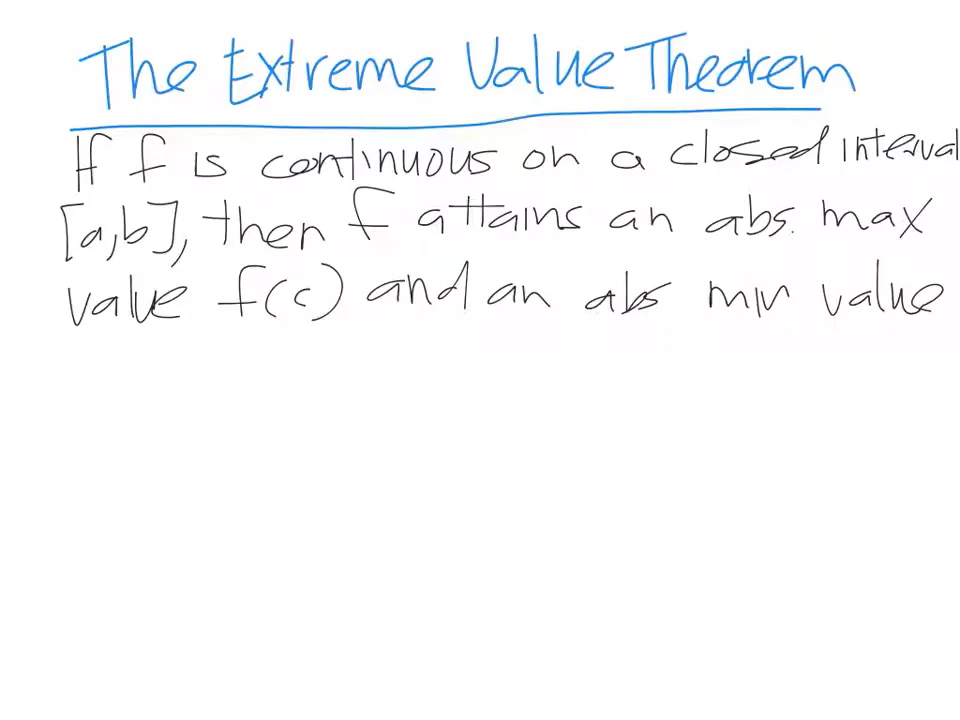 The Extreme Value Theorem
If f is continuous on a closed interval
[a,b], then f attains an abs. max
value f(c) and an abs min value